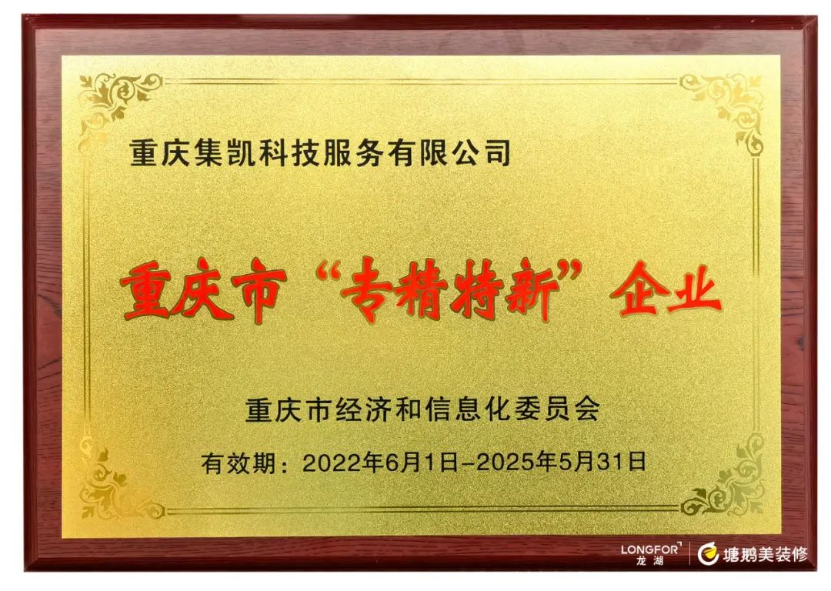 重庆集凯科技服务有限公司
重庆市“专精特新”企业
重庆市经济和信息化委员会
有效期：2022年6月1日-2025年5月31日
LONGFOR
龙湖
塘鹅美装修